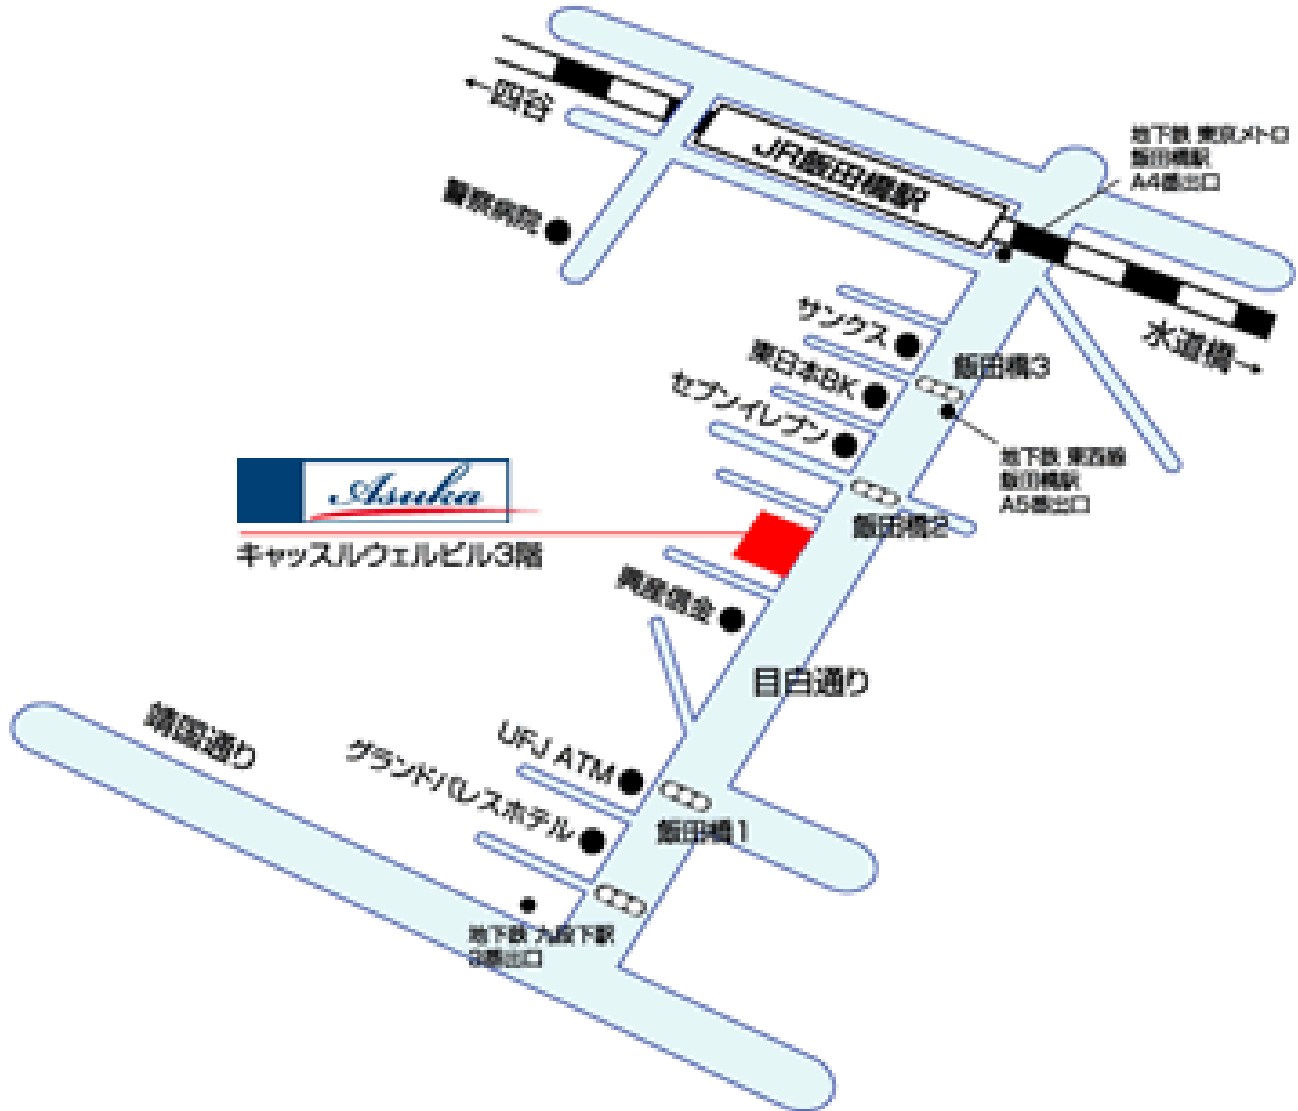 ←四谷
JR飯田橋駅
地下鉄 東京メトロ
飯田橋駅
A4番出口
警察病院
水道橋→
サンクス
飯田橋3
東日本BK
セブンイレブン
地下鉄 東西線
飯田橋駅
A5番出口
飯田橋2
Asuka
キャッスルウェルビル3階
興産信金
目白通り
靖国通り
UFJ ATM
グランドパレスホテル
飯田橋1
地下鉄 九段下駅
3番出口